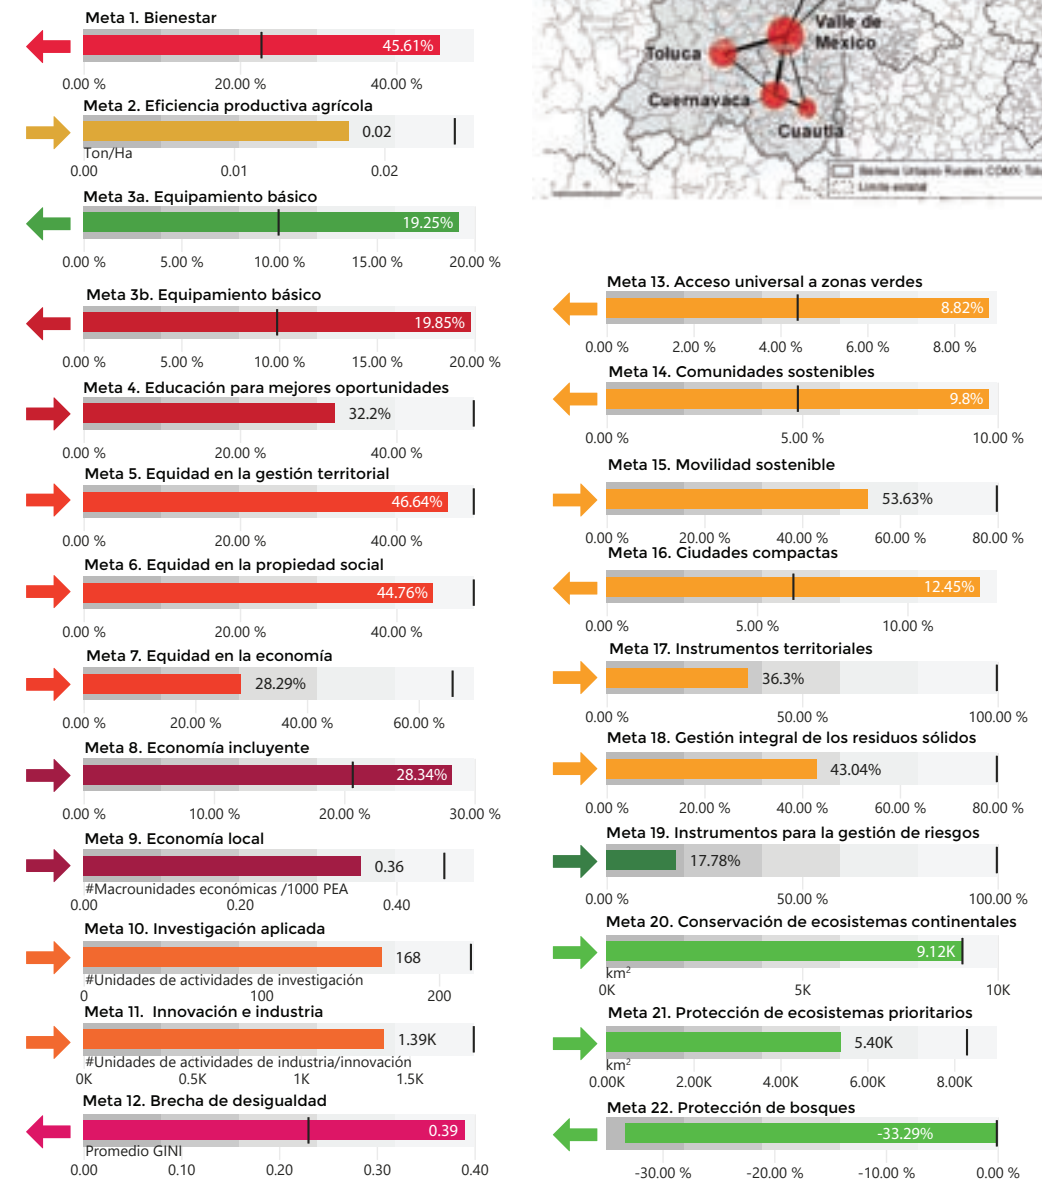 Meta 1. Bienestar
45.61%
0.00 % 20.00 % 40.00 %
Meta 2. Eficiencia productiva agrícola
0.02
Ton/Ha
0.00 0.01 0.02
Meta 3a. Equipamiento básico
19.25%
0.00 % 5.00 % 10.00 % 15.00 % 20.00 %
Meta 3b. Equipamiento básico
19.85%
0.00 % 5.00 % 10.00 % 15.00 % 20.00 %
Meta 4. Educación para mejores oportunidades
32.2%
0.00 % 20.00 % 40.00 %
Meta 5. Equidad en la gestión territorial
46.64%
0.00 % 20.00 % 40.00 %
Meta 6. Equidad en la propiedad social
44.76%
0.00 % 20.00 % 40.00 %
Meta 7. Equidad en la economía
28.29%
0.00 % 20.00 % 40.00 % 60.00 %
Meta 8. Economía incluyente
28.34%
0.00 % 10.00 % 20.00 % 30.00 %
Meta 9. Economía local
0.36
#Macrounidades económicas /1000 PEA
0.00 0.20 0.40
Meta 10. Investigación aplicada
168
#Unidades de actividades de investigación
0 100 200
Meta 11. Innovación e industria
1.39K
#Unidades de actividades de industria/innovación
0K 0.5K 1K 1.5K
Meta 12. Brecha de desigualdad
0.39
Promedio GINI
0.00 0.10 0.20 0.30 0.40
Valle de
Mexico
Toluca
Cuernavaca
Cuautla
Sistema Urbano Rurales CDMX-Tolu
Limite estatal
Meta 13. Acceso universal a zonas verdes
8.82%
0.00 % 2.00 % 4.00 % 6.00 % 8.00 %
Meta 14. Comunidades sostenibles
9.8%
0.00 % 5.00 % 10.00 %
Meta 15. Movilidad sostenible
53.63%
0.00 % 20.00 % 40.00 % 60.00 % 80.00 %
Meta 16. Ciudades compactas
12.45%
0.00 % 5.00 % 10.00 %
Meta 17. Instrumentos territoriales
36.3%
0.00 % 50.00 % 100.00 %
Meta 18. Gestión integral de los residuos sólidos
43.04%
0.00 % 20.00 % 40.00 % 60.00 % 80.00 %
Meta 19. Instrumentos para la gestión de riesgos
17.78%
0.00 % 50.00 % 100.00 %
Meta 20. Conservación de ecosistemas continentales
9.12K
km²
0K 5K 10K
Meta 21. Protección de ecosistemas prioritarios
5.40K
km²
0.00K 2.00K 4.00K 6.00K 8.00K
Meta 22. Protección de bosques
-33.29%
-30.00 % -20.00 % -10.00 % 0.00 %